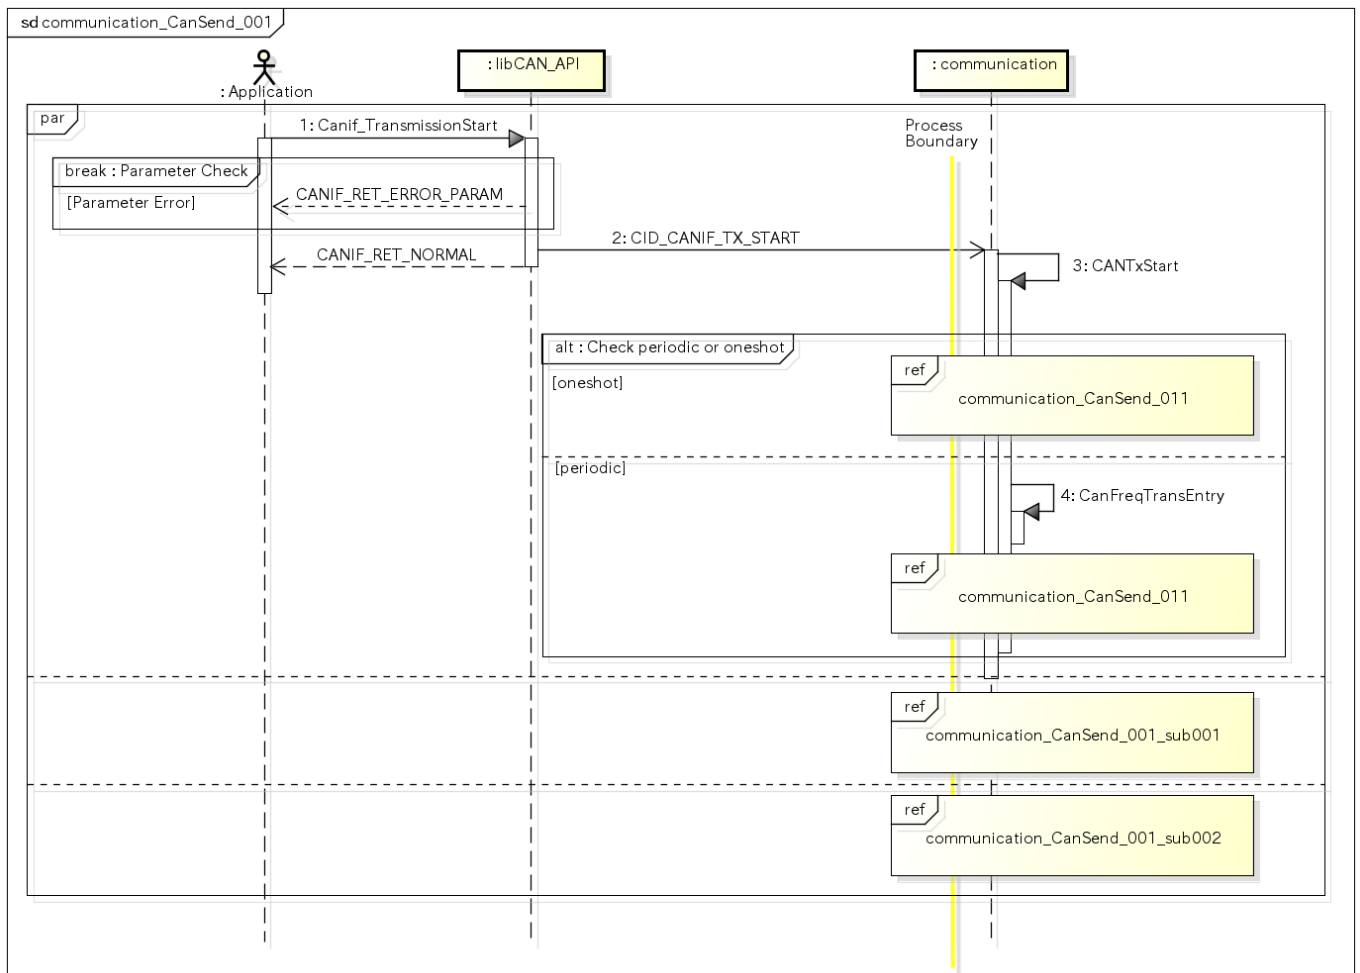 sd communication_CanSend_001
: Application
: libCAN_API
: communication
par
Process
Boundary
1: Canif_TransmissionStart
break : Parameter Check
[Parameter Error]
CANIF_RET_ERROR_PARAM
2: CID_CANIF_TX_START
CANIF_RET_NORMAL
3: CANTxStart
alt : Check periodic or oneshot
[oneshot]
ref
communication_CanSend_011
[periodic]
4: CanFreqTransEntry
ref
communication_CanSend_011
ref
communication_CanSend_001_sub001
ref
communication_CanSend_001_sub002